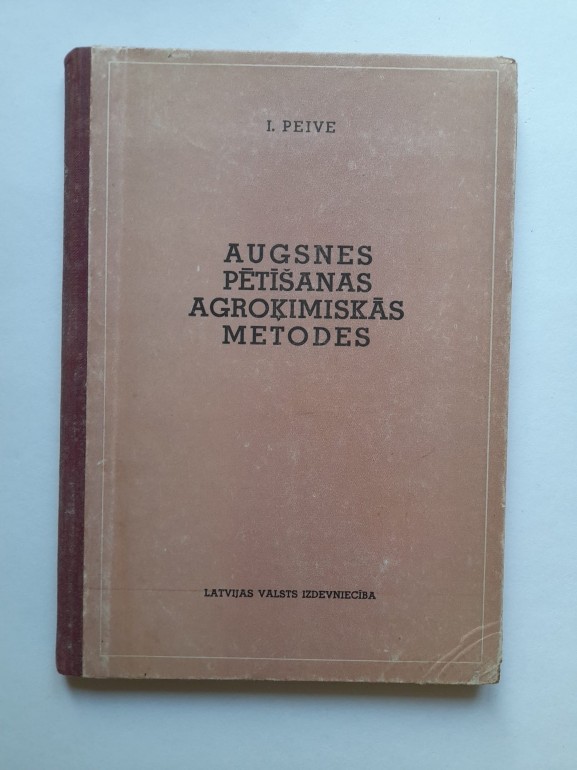 I. PEIVE
AUGSNES
PĒTĪŠANAS
AGROĶIMISKĀS
METODES
LATVIJAS VALSTS IZDEVNIECĪBA